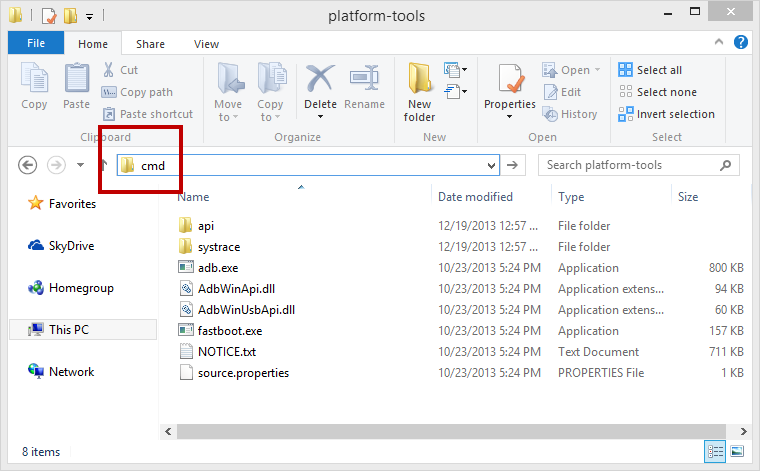 platform-tools
File Home Share View
Copy Paste Cut Copy path Paste shortcut Move to Copy to Delete Rename New folder Properties Open Edit History Select all Select none Invert selection
Clipboard Organize New Open Select
cmd Search platform-tools
Name Date modified Type Size
Favorites
SkyDrive
Homegroup
This PC
Network
api 12/19/2013 12:57 ... File folder
systrace 12/19/2013 12:57 ... File folder
adb.exe 10/23/2013 5:24 PM Application 800 KB
AdbWinApi.dll 10/23/2013 5:24 PM Application extens... 94 KB
AdbWinUsbApi.dll 10/23/2013 5:24 PM Application extens... 60 KB
fastboot.exe 10/23/2013 5:24 PM Application 157 KB
NOTICE.txt 10/23/2013 5:24 PM Text Document 711 KB
source.properties 10/23/2013 5:24 PM PROPERTIES File 1 KB
8 items